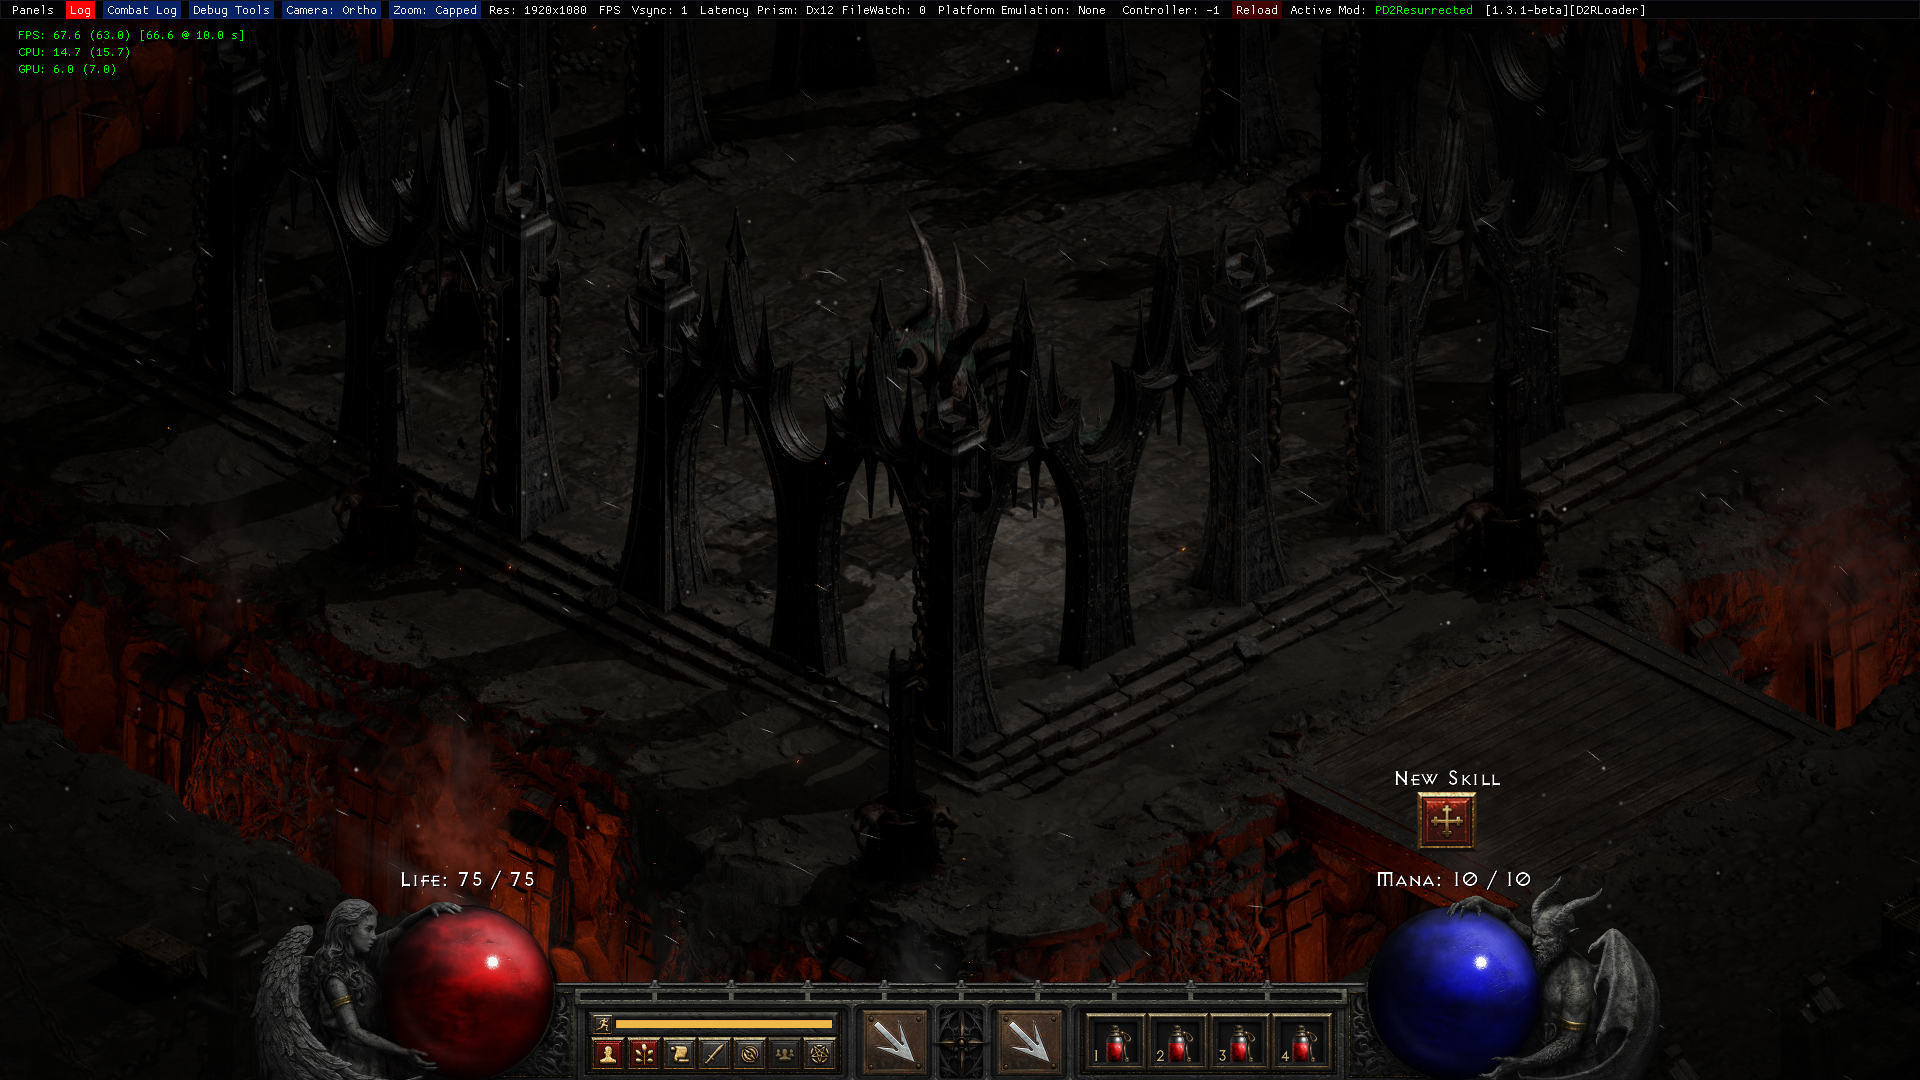 Panels Log Combat Log Debug Tools Camera: Ortho Zoom: Capped Res: 1920x1080 FPS Vsync: 1 Latency Prism: Dx12 FileWatch: 0 Platform Emulation: None Controller: -1 Reload Active Mod: PD2Resurrected [1.3.1-beta][D2RLoader]
FPS: 67.6 (63.0) [66.6 @ 10.0 s]
CPU: 14.7 (15.7)
GPU: 6.0 (7.0)
New Skill
Life: 75 / 75
Mana: 10 / 10
1 2 3 4